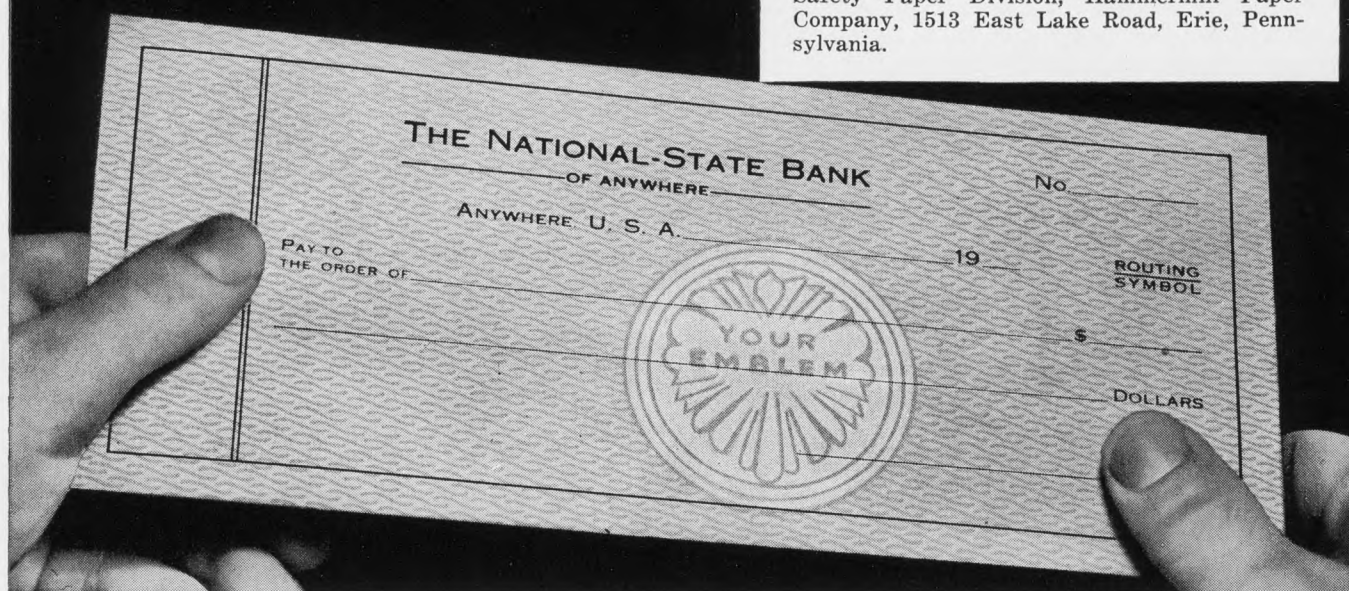 Safety Paper Division, Hammermill Paper
Company, 1513 East Lake Road, Erie, Penn-
sylvania.
THE NATIONAL-STATE BANK
OF ANYWHERE
No.
ANYWHERE, U. S. A. 19
ROUTING
SYMBOL
PAY TO
THE ORDER OF $
DOLLARS
YOUR
EMBLEM